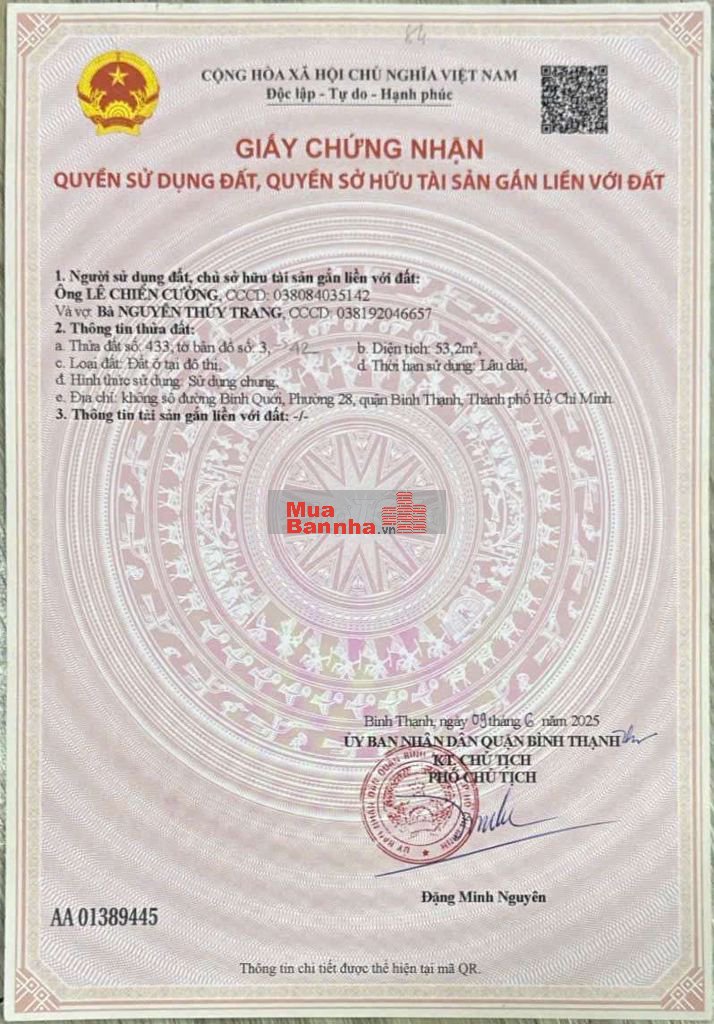 84
CỘNG HÒA XÃ HỘI CHỦ NGHĨA VIỆT NAM
Độc lập - Tự do - Hạnh phúc
GIẤY CHỨNG NHẬN
QUYỀN SỬ DỤNG ĐẤT, QUYỀN SỞ HỮU TÀI SẢN GẮN LIỀN VỚI ĐẤT
1. Người sử dụng đất, chủ sở hữu tài sản gắn liền với đất:
Ông LÊ CHIẾN CƯỜNG, CCCD: 038084035142
Và vợ: Bà NGUYỄN THÚY TRANG, CCCD: 038192046657
2. Thông tin thửa đất:
a. Thửa đất số: 433, tờ bản đồ số: 3, b. Diện tích: 53,2m²,
c. Loại đất: Đất ở tại đô thị, d. Thời hạn sử dụng: Lâu dài,
đ. Hình thức sử dụng: Sử dụng chung,
e. Địa chỉ: không số đường Bình Quới, Phường 28, quận Bình Thạnh, Thành phố Hồ Chí Minh.
3. Thông tin tài sản gắn liền với đất: -/-
Mua
Bannha.vn
Bình Thạnh, ngày 09 tháng 6 năm 2025
ỦY BAN NHÂN DÂN QUẬN BÌNH THẠNH
KT. CHỦ TỊCH
PHÓ CHỦ TỊCH
Đặng Minh Nguyên
AA 01389445
Thông tin chi tiết được thể hiện tại mã QR.